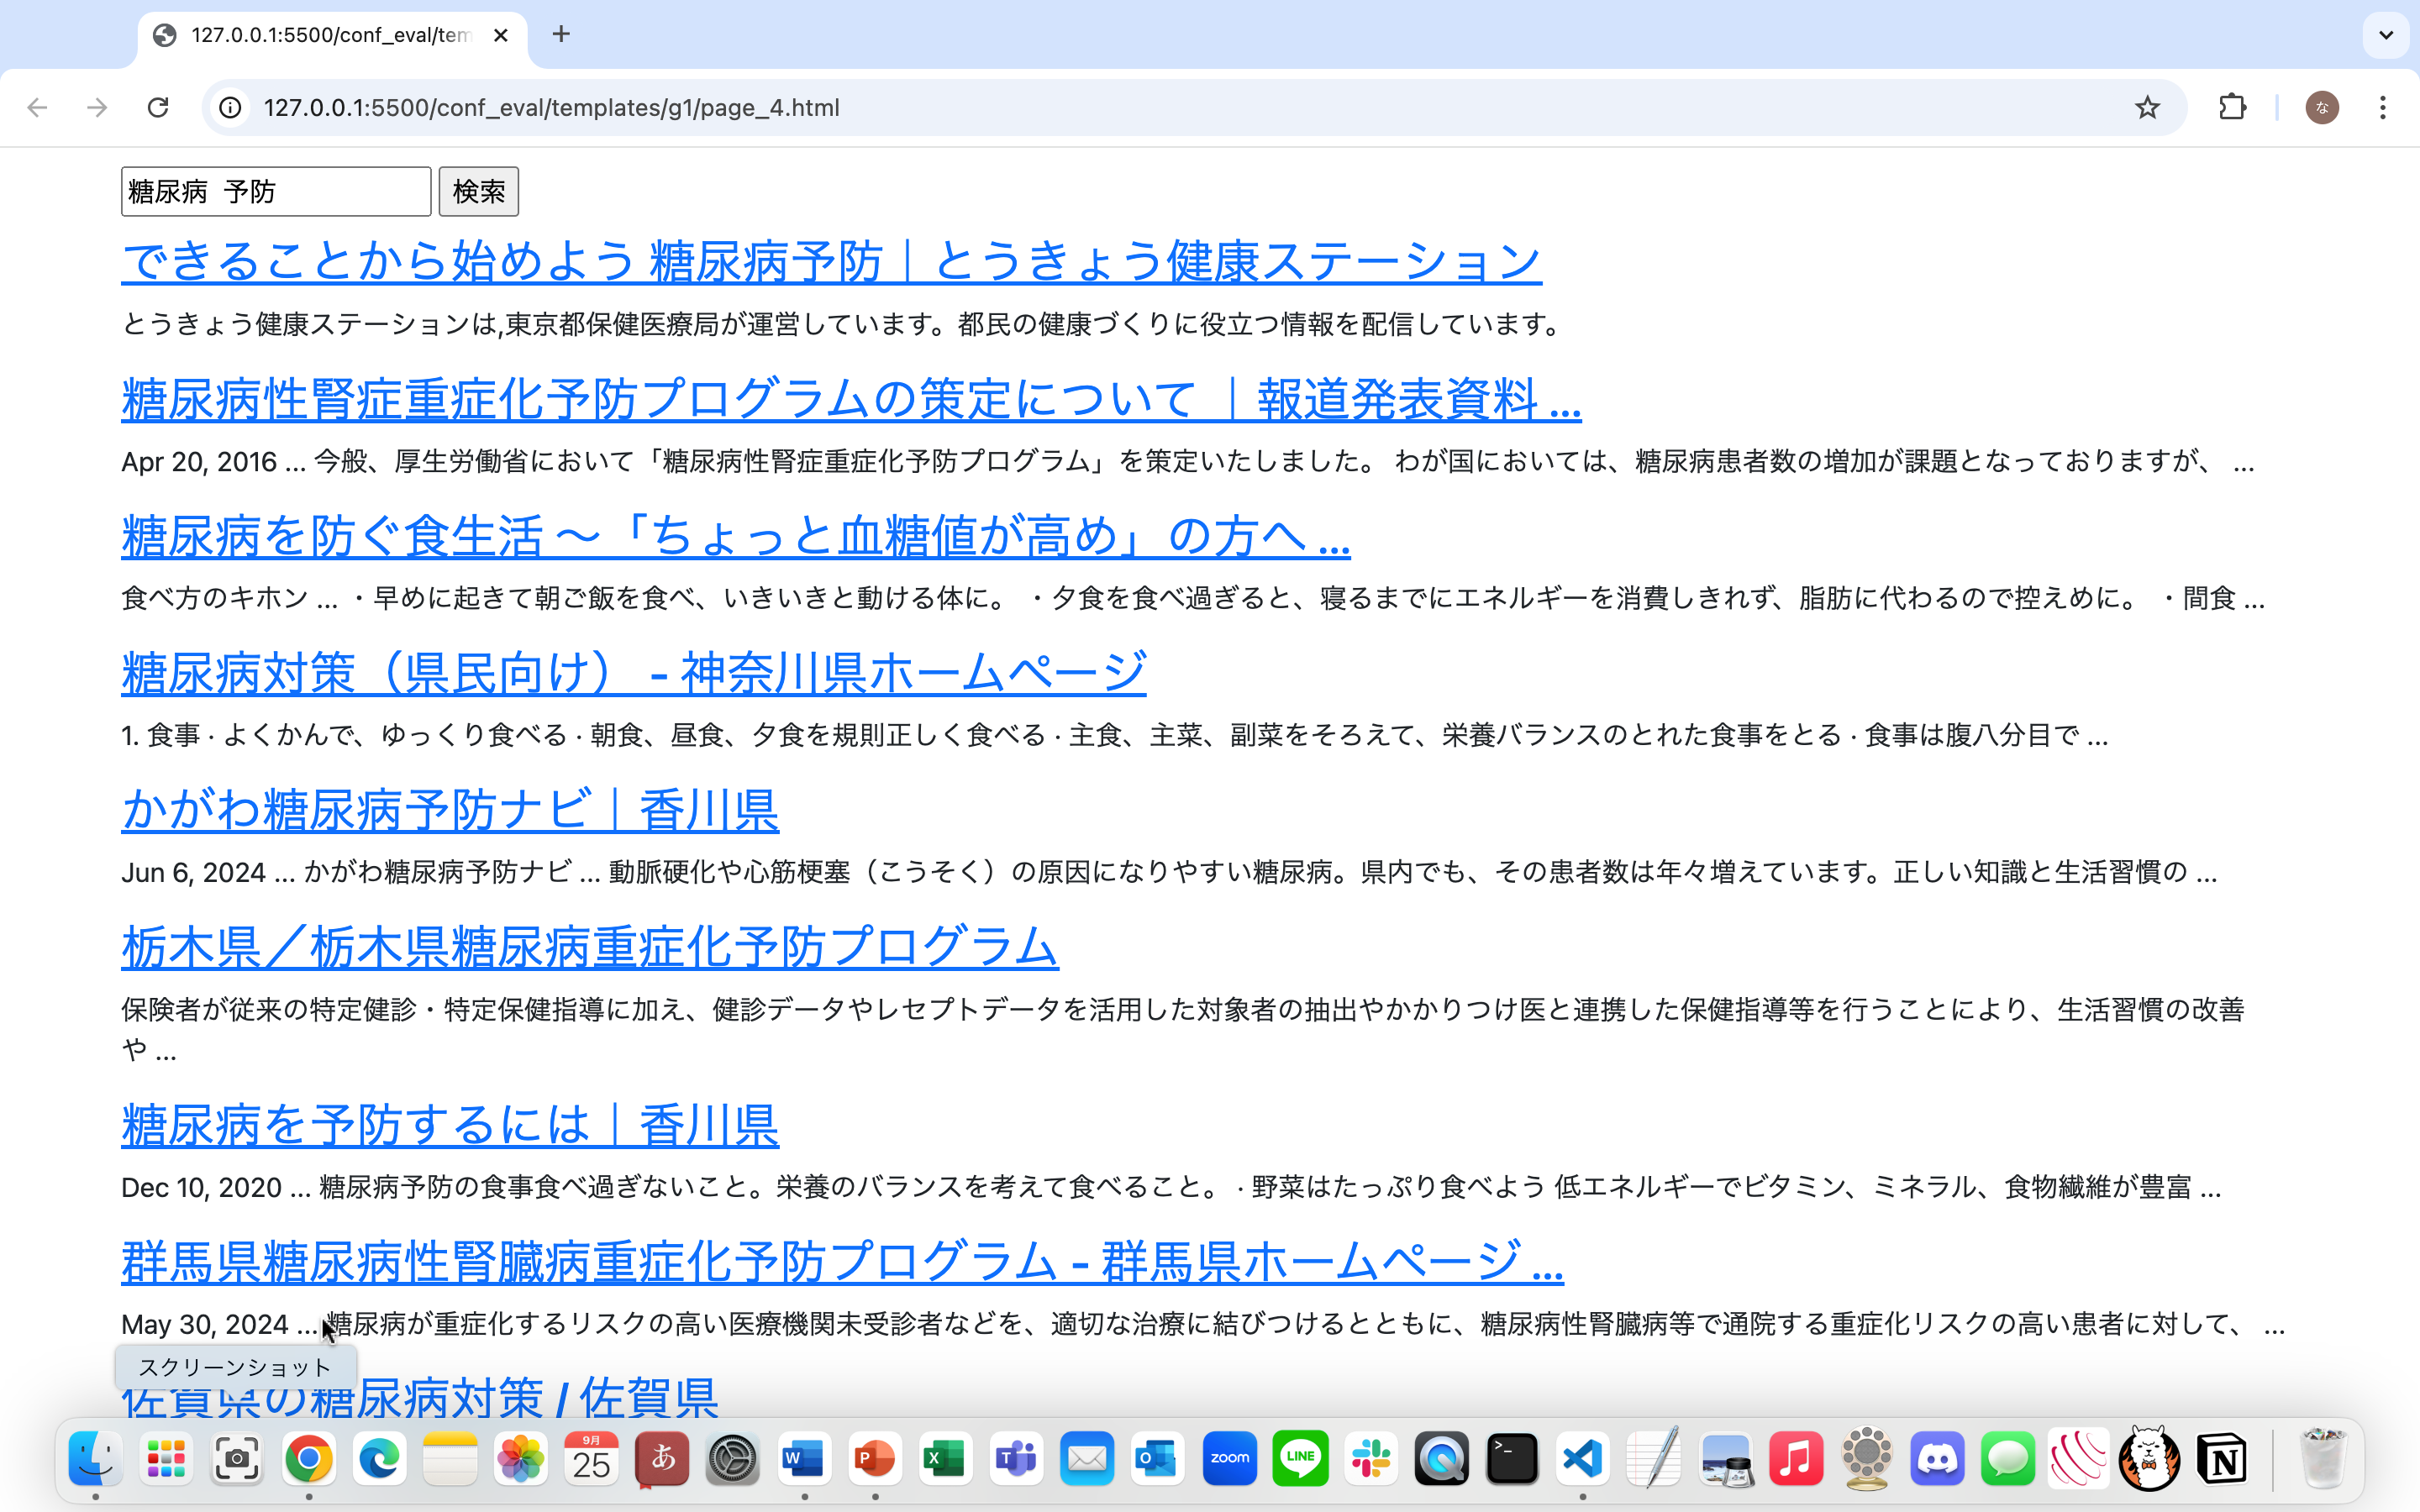 127.0.0.1:5500/conf_eval/tem
127.0.0.1:5500/conf_eval/templates/g1/page_4.html
な
糖尿病 予防
検索
できることから始めよう 糖尿病予防｜とうきょう健康ステーション
とうきょう健康ステーションは,東京都保健医療局が運営しています。都民の健康づくりに役立つ情報を配信しています。
糖尿病性腎症重症化予防プログラムの策定について ｜報道発表資料 ...
Apr 20, 2016 ... 今般、厚生労働省において「糖尿病性腎症重症化予防プログラム」を策定いたしました。 わが国においては、糖尿病患者数の増加が課題となっておりますが、 ...
糖尿病を防ぐ食生活 ～「ちょっと血糖値が高め」の方へ ...
食べ方のキホン ... ・早めに起きて朝ご飯を食べ、いきいきと動ける体に。 ・夕食を食べ過ぎると、寝るまでにエネルギーを消費しきれず、脂肪に代わるので控えめに。 ・間食 ...
糖尿病対策（県民向け） - 神奈川県ホームページ
1. 食事 · よくかんで、ゆっくり食べる · 朝食、昼食、夕食を規則正しく食べる · 主食、主菜、副菜をそろえて、栄養バランスのとれた食事をとる · 食事は腹八分目で ...
かがわ糖尿病予防ナビ｜香川県
Jun 6, 2024 ... かがわ糖尿病予防ナビ ... 動脈硬化や心筋梗塞（こうそく）の原因になりやすい糖尿病。県内でも、その患者数は年々増えています。正しい知識と生活習慣の ...
栃木県／栃木県糖尿病重症化予防プログラム
保険者が従来の特定健診・特定保健指導に加え、健診データやレセプトデータを活用した対象者の抽出やかかりつけ医と連携した保健指導等を行うことにより、生活習慣の改善
や ...
糖尿病を予防するには｜香川県
Dec 10, 2020 ... 糖尿病予防の食事食べ過ぎないこと。栄養のバランスを考えて食べること。 · 野菜はたっぷり食べよう 低エネルギーでビタミン、ミネラル、食物繊維が豊富 ...
群馬県糖尿病性腎臓病重症化予防プログラム - 群馬県ホームページ ...
May 30, 2024 ... 糖尿病が重症化するリスクの高い医療機関未受診者などを、適切な治療に結びつけるとともに、糖尿病性腎臓病等で通院する重症化リスクの高い患者に対して、 ...
スクリーンショット
佐賀県の糖尿病対策 / 佐賀県
9月
25
あ
W
P
X
T
O
zoom
LINE
>_
N